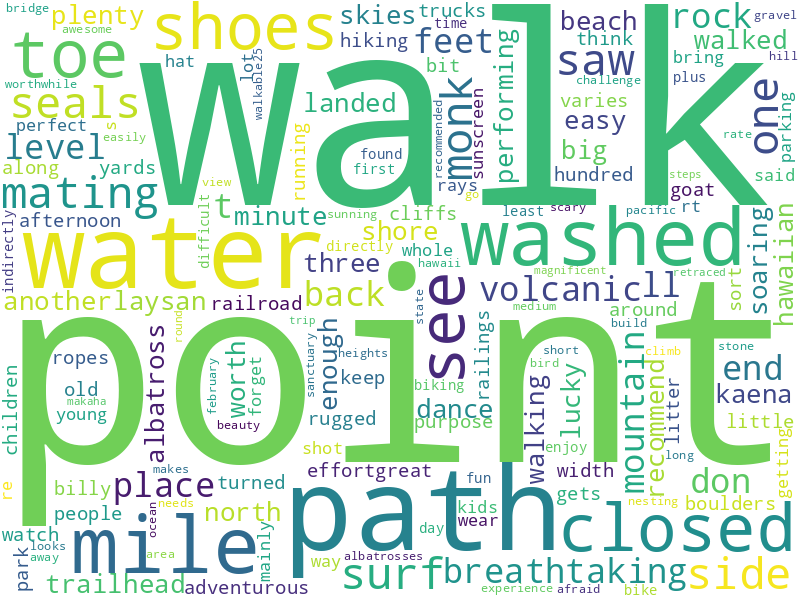 bridge
plenty
awesome
worthwhile
shoes
skies
trucks
time
hiking
feet
bit
beach
think
rock
walked
gravel
hill
bring
plus
toe
hat
lot
walkable25
walk
saw
one
parking
challenge
seals
perfect
s
easily
landed
running
monk
recommended
sunscreen
performing
varies
easy
big
hundred
said
rate
level
along
yards
found
first
rays
go
steps
goat
mating
view
t
minute
sunning
cliffs
least
scary
pacific
rt
indirectly
afternoon
difficult
directly
shore
whole
hawaii
water
washed
soaring
hawaiian
three
see
magnificent
volcanic
ll
retraced
sort
another
laysan
railroad
back
state
medium
around
build
stone
climb
round
trip
point
children
ropes
old
makaha
young
albatross
february
worth
forget
beauty
enough
sanctuary
heights
keep
rugged
biking
dance
purpose
railings
bird
short
enjoy
walking
lucky
mountain
recommend
litter
end
kaena
little
long
getting
re
billy
people
place
makes
turned
shot
effort
great
fun
width
gets
nesting
don
boulders
watch
looks
away
park
mile
ocean
needs
area
north
mainly
path
wear
kids
day
closed
trailhead
adventurous
way
albatrosses
surf
breathtaking
experience
afraid
bike
side